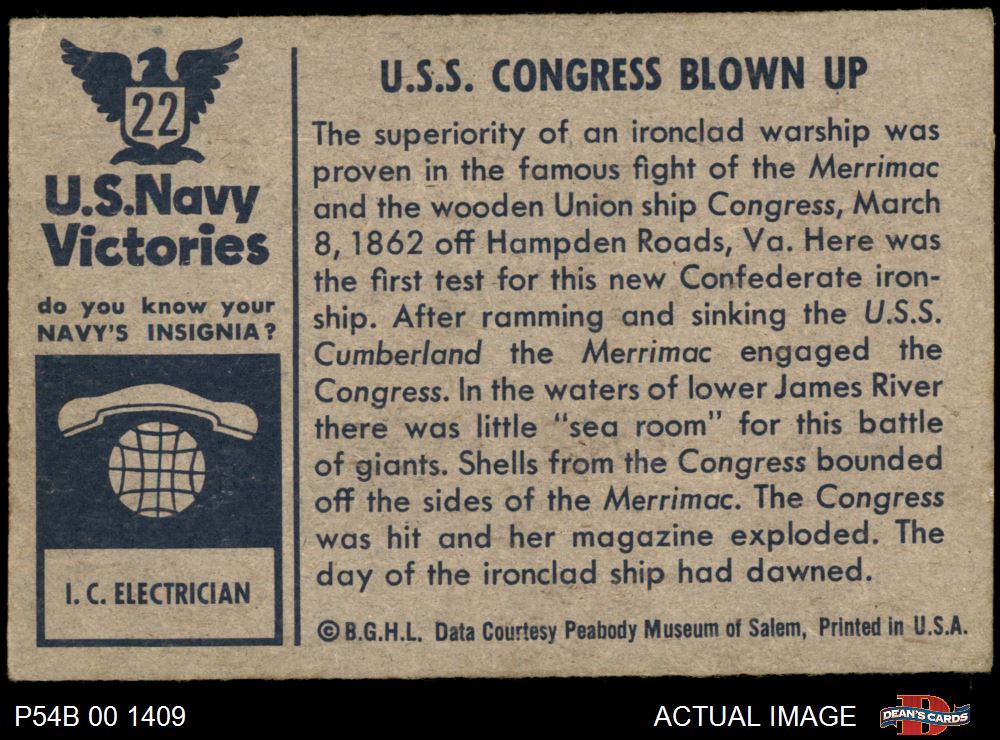 22
U.S.Navy
Victories
do you know your
NAVY'S INSIGNIA?
I. C. ELECTRICIAN
U.S.S. CONGRESS BLOWN UP
The superiority of an ironclad warship was
proven in the famous fight of the Merrimac
and the wooden Union ship Congress, March
8, 1862 off Hampden Roads, Va. Here was
the first test for this new Confederate iron-
ship. After ramming and sinking the U.S.S.
Cumberland the Merrimac engaged the
Congress. In the waters of lower James River
there was little "sea room" for this battle
of giants. Shells from the Congress bounded
off the sides of the Merrimac. The Congress
was hit and her magazine exploded. The
day of the ironclad ship had dawned.
© B.G.H.L. Data Courtesy Peabody Museum of Salem, Printed in U.S.A.
P54B 00 1409
ACTUAL IMAGE
D
DEAN'S CARDS